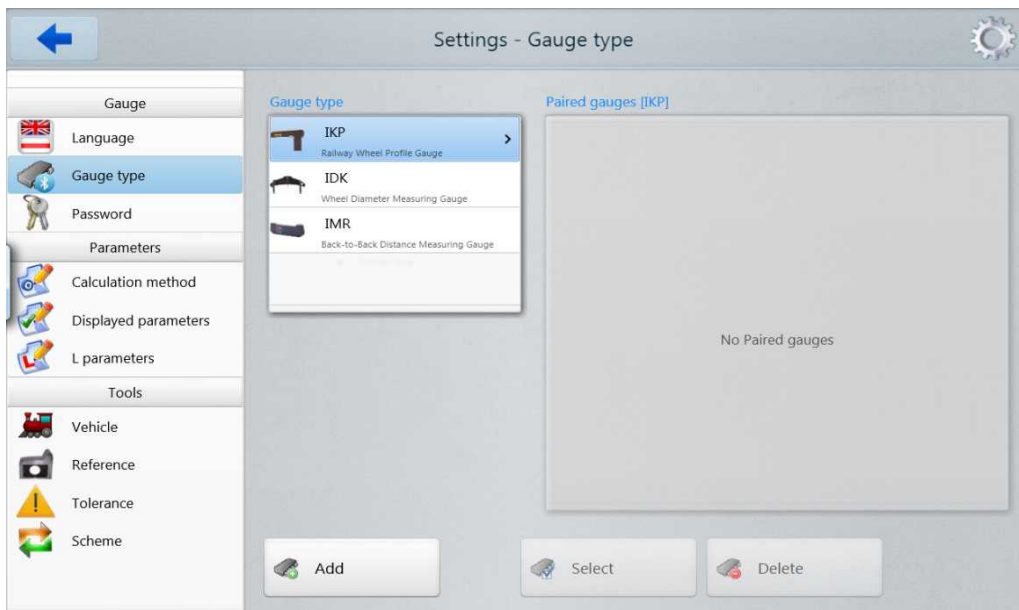 Settings - Gauge type
Gauge
Language
Gauge type
Password
Parameters
Calculation method
Displayed parameters
L parameters
Tools
Vehicle
Reference
Tolerance
Scheme
Gauge type
IKP
Railway Wheel Profile Gauge
IDK
Wheel Diameter Measuring Gauge
IMR
Back-to-Back Distance Measuring Gauge
Paired gauges [IKP]
No Paired gauges
Add
Select
Delete